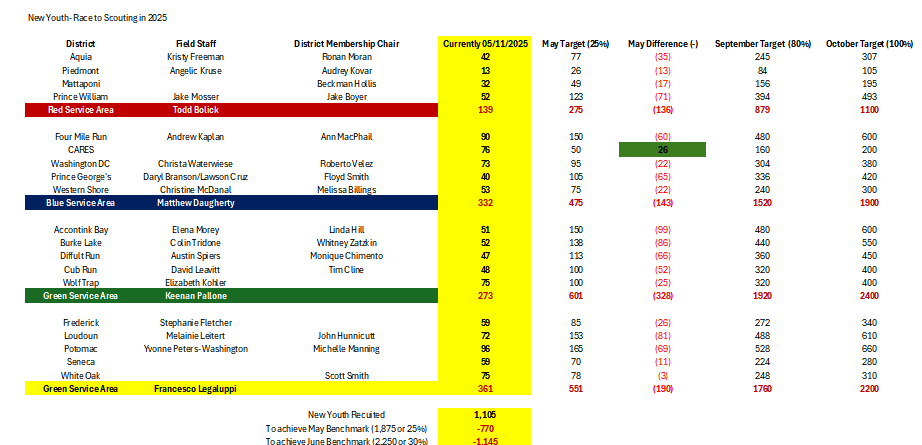 New Youth- Race to Scouting in 2025
District Field Staff District Membership Chair Currently 05/11/2025 May Target (25%) May Difference (-) September Target (80%) October Target (100%)
Aquia Kristy Freeman Ronan Moran 42 77 (35) 245 307
Piedmont Angelic Kruse Audrey Kovar 13 26 (13) 84 105
Mattaponi Beckman Hollis 32 49 (17) 156 195
Prince William Jake Mosser Jake Boyer 52 123 (71) 394 493
Red Service Area Todd Bolick 139 275 (136) 879 1100
Four Mile Run Andrew Kaplan Ann MacPhail 90 150 (60) 480 600
CARES 76 50 26 160 200
Washington DC Christa Waterwiese Roberto Velez 73 95 (22) 304 380
Prince George's Daryl Branson/Lawson Cruz Floyd Smith 40 105 (65) 336 420
Western Shore Christine McDanal Melissa Billings 53 75 (22) 240 300
Blue Service Area Matthew Daugherty 332 475 (143) 1520 1900
Accontink Bay Elena Morey Linda Hill 51 150 (99) 480 600
Burke Lake Colin Tridone Whitney Zatzkin 52 138 (86) 440 550
Diffult Run Austin Spiers Monique Chimento 47 113 (66) 360 450
Cub Run David Leavitt Tim Cline 48 100 (52) 320 400
Wolf Trap Elizabeth Kohler 75 100 (25) 320 400
Green Service Area Keenan Pallone 273 601 (328) 1920 2400
Frederick Stephanie Fletcher 59 85 (26) 272 340
Loudoun Melainie Leitert John Hunnicutt 72 153 (81) 488 610
Potomac Yvonne Peters-Washington Michelle Manning 96 165 (69) 528 660
Seneca 59 70 (11) 224 280
White Oak Scott Smith 75 78 (3) 248 310
Green Service Area Francesco Legaluppi 361 551 (190) 1760 2200
New Youth Recuited 1,105
To achieve May Benchmark (1,875 or 25%) -770
To achieve June Benchmark (2,250 or 30%) -1,145